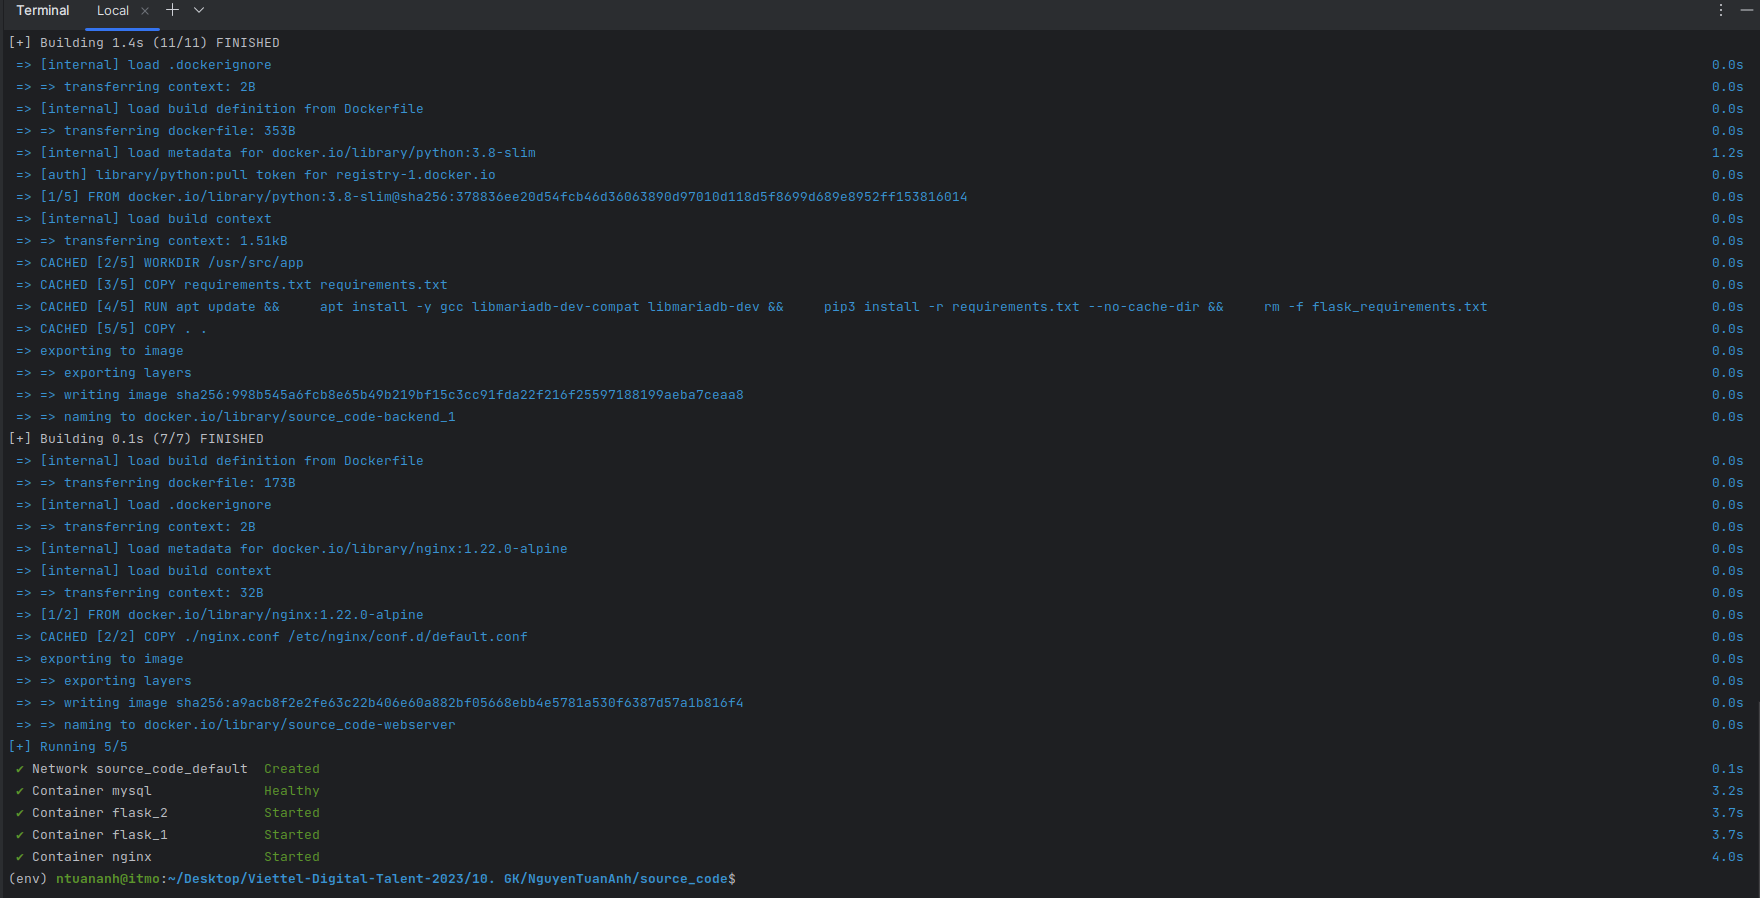 Terminal Local × + ⌄ ⋮ —
[+] Building 1.4s (11/11) FINISHED
=> [internal] load .dockerignore 0.0s
=> => transferring context: 2B 0.0s
=> [internal] load build definition from Dockerfile 0.0s
=> => transferring dockerfile: 353B 0.0s
=> [internal] load metadata for docker.io/library/python:3.8-slim 1.2s
=> [auth] library/python:pull token for registry-1.docker.io 0.0s
=> [1/5] FROM docker.io/library/python:3.8-slim@sha256:378836ee20d54fcb46d36063890d97010d118d5f8699d689e8952ff153816014 0.0s
=> [internal] load build context 0.0s
=> => transferring context: 1.51kB 0.0s
=> CACHED [2/5] WORKDIR /usr/src/app 0.0s
=> CACHED [3/5] COPY requirements.txt requirements.txt 0.0s
=> CACHED [4/5] RUN apt update &&     apt install -y gcc libmariadb-dev-compat libmariadb-dev &&     pip3 install -r requirements.txt --no-cache-dir &&     rm -f flask_requirements.txt 0.0s
=> CACHED [5/5] COPY . . 0.0s
=> exporting to image 0.0s
=> => exporting layers 0.0s
=> => writing image sha256:998b545a6fcb8e65b49b219bf15c3cc91fda22f216f25597188199aeba7ceaa8 0.0s
=> => naming to docker.io/library/source_code-backend_1 0.0s
[+] Building 0.1s (7/7) FINISHED
=> [internal] load build definition from Dockerfile 0.0s
=> => transferring dockerfile: 173B 0.0s
=> [internal] load .dockerignore 0.0s
=> => transferring context: 2B 0.0s
=> [internal] load metadata for docker.io/library/nginx:1.22.0-alpine 0.0s
=> [internal] load build context 0.0s
=> => transferring context: 32B 0.0s
=> [1/2] FROM docker.io/library/nginx:1.22.0-alpine 0.0s
=> CACHED [2/2] COPY ./nginx.conf /etc/nginx/conf.d/default.conf 0.0s
=> exporting to image 0.0s
=> => exporting layers 0.0s
=> => writing image sha256:a9acb8f2e2fe63c22b406e60a882bf05668ebb4e5781a530f6387d57a1b816f4 0.0s
=> => naming to docker.io/library/source_code-webserver 0.0s
[+] Running 5/5
✔ Network source_code_default  Created 0.1s
✔ Container mysql              Healthy 3.2s
✔ Container flask_2            Started 3.7s
✔ Container flask_1            Started 3.7s
✔ Container nginx              Started 4.0s
(env) ntuananh@itmo:~/Desktop/Viettel-Digital-Talent-2023/10. GK/NguyenTuanAnh/source_code$